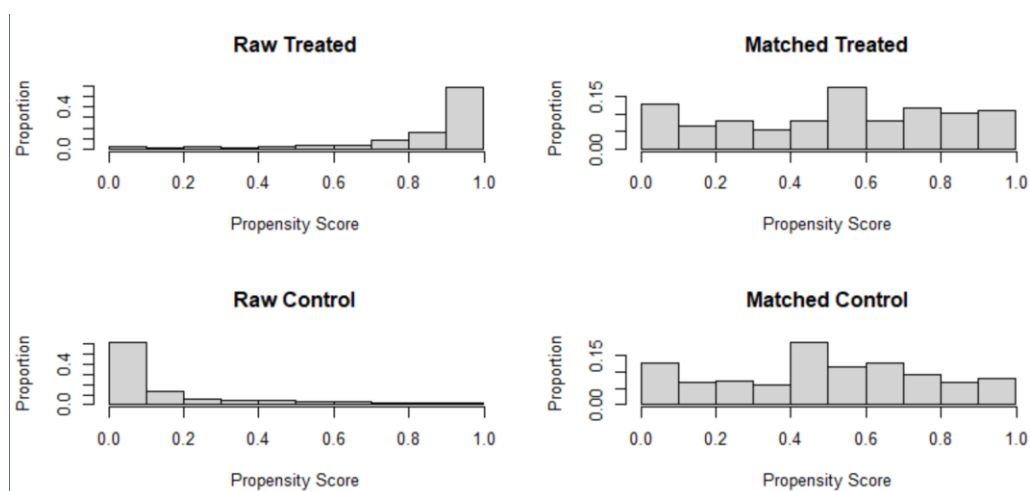 Raw Treated
Proportion
0.0 0.4
0.0 0.2 0.4 0.6 0.8 1.0
Propensity Score
Matched Treated
Proportion
0.00 0.15
0.0 0.2 0.4 0.6 0.8 1.0
Propensity Score
Raw Control
Proportion
0.0 0.4
0.0 0.2 0.4 0.6 0.8 1.0
Propensity Score
Matched Control
Proportion
0.00 0.15
0.0 0.2 0.4 0.6 0.8 1.0
Propensity Score